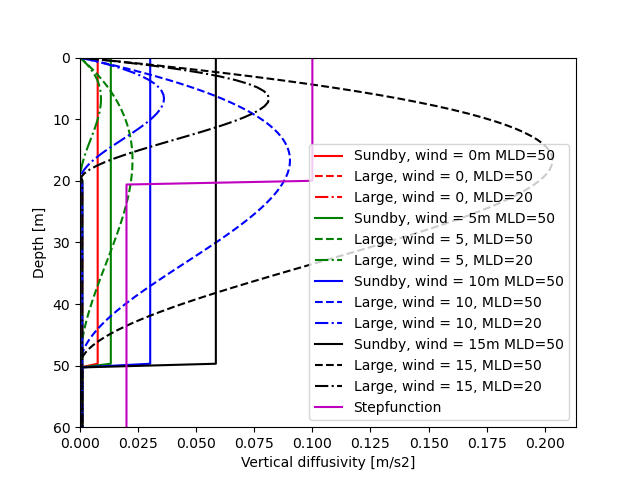 0
10
20
30
40
50
60
Depth [m]
0.000 0.025 0.050 0.075 0.100 0.125 0.150 0.175 0.200
Vertical diffusivity [m/s2]
Sundby, wind = 0m MLD=50
Large, wind = 0, MLD=50
Large, wind = 0, MLD=20
Sundby, wind = 5m MLD=50
Large, wind = 5, MLD=50
Large, wind = 5, MLD=20
Sundby, wind = 10m MLD=50
Large, wind = 10, MLD=50
Large, wind = 10, MLD=20
Sundby, wind = 15m MLD=50
Large, wind = 15, MLD=50
Large, wind = 15, MLD=20
Stepfunction